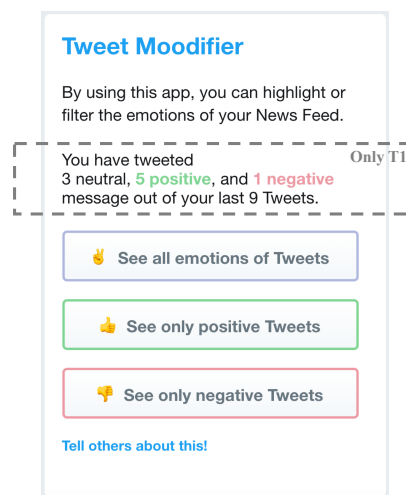 Tweet Moodifier
By using this app, you can highlight or
filter the emotions of your News Feed.
Only T1
You have tweeted
3 neutral, 5 positive, and 1 negative
message out of your last 9 Tweets.
✌️ See all emotions of Tweets
👍 See only positive Tweets
👎 See only negative Tweets
Tell others about this!